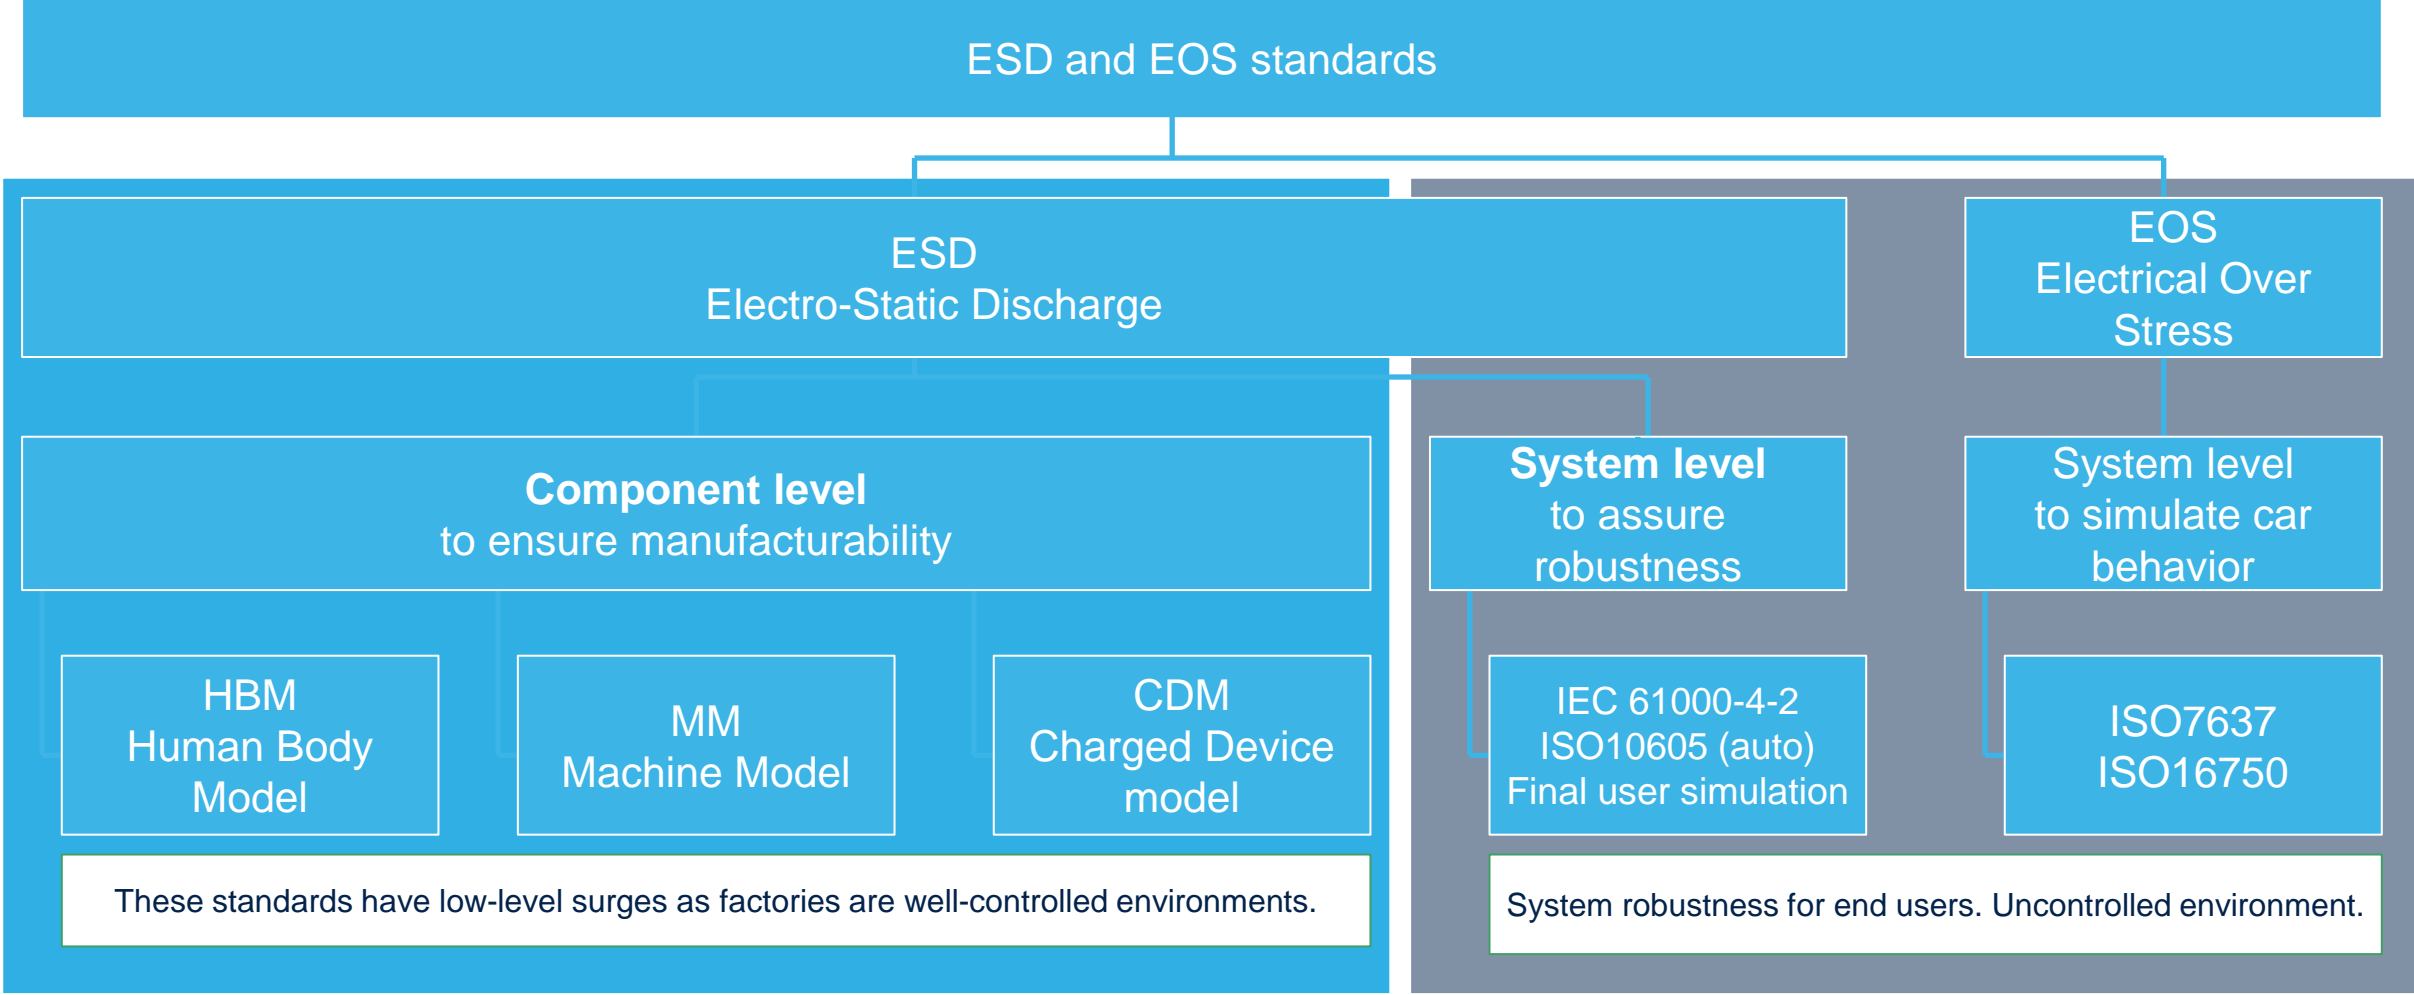 ESD and EOS standards
ESD
Electro-Static Discharge
EOS
Electrical Over
Stress
Component level
to ensure manufacturability
System level
to assure
robustness
System level
to simulate car
behavior
HBM
Human Body
Model
MM
Machine Model
CDM
Charged Device
model
IEC 61000-4-2
ISO10605 (auto)
Final user simulation
ISO7637
ISO16750
These standards have low-level surges as factories are well-controlled environments.
System robustness for end users. Uncontrolled environment.